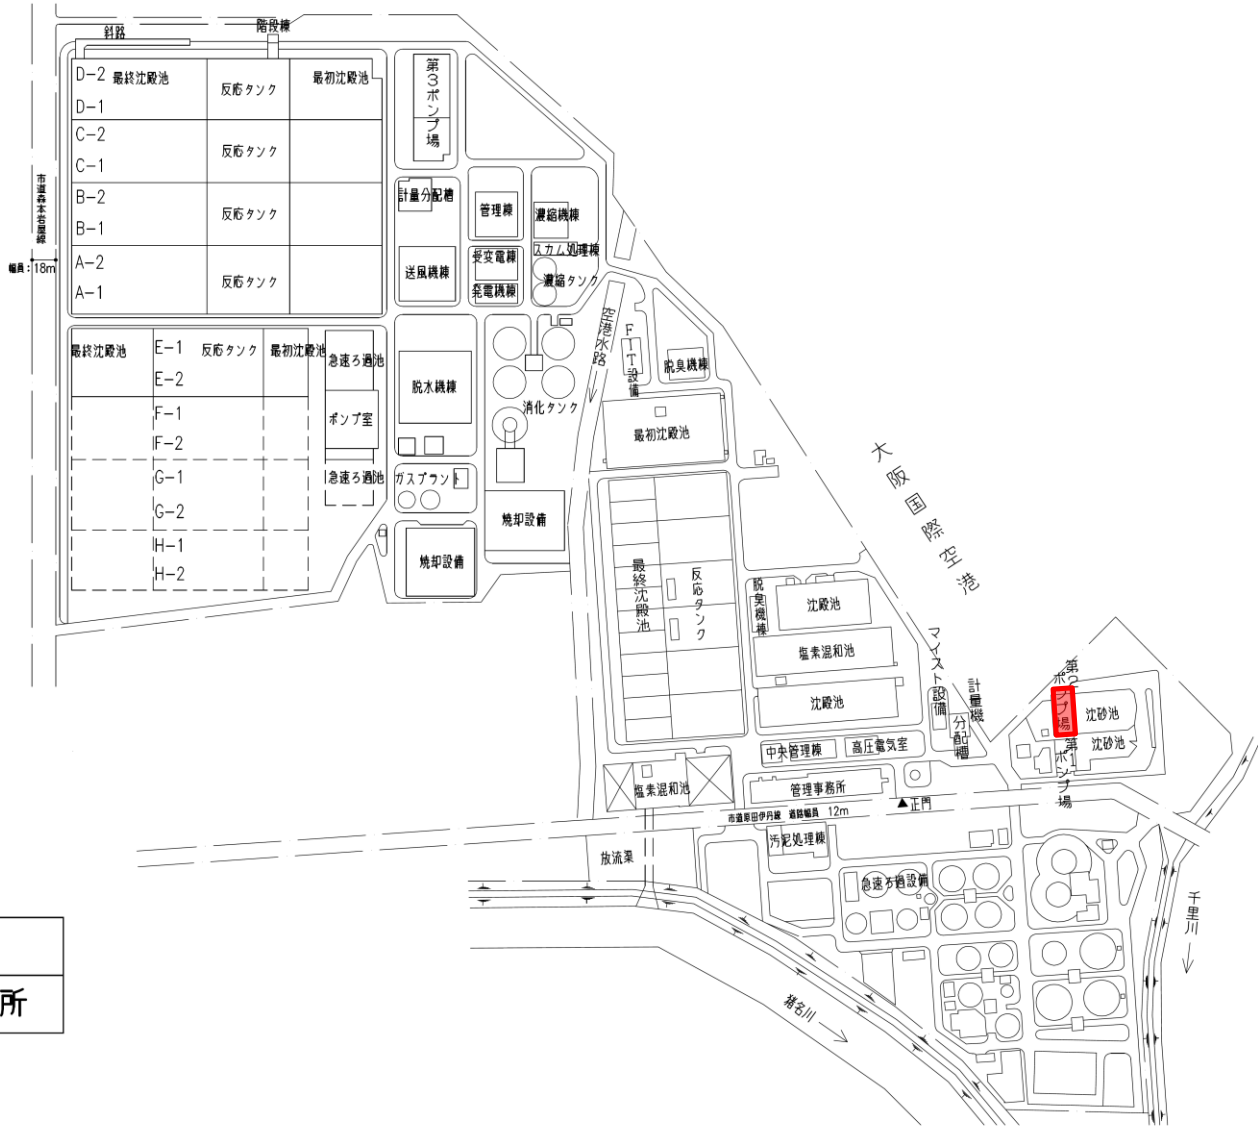 斜路
階段棟
D-2
最終沈殿池
反応タンク
最初沈殿池
D-1
第3ポンプ場
C-2
反応タンク
C-1
市道森本岩屋線
幅員：18m
B-2
反応タンク
B-1
A-2
反応タンク
A-1
計量分配槽
管理棟
濃縮機棟
送風機棟
受変電棟
スカム処理棟
発電機棟
濃縮タンク
最終沈殿池
E-1
反応タンク
最初沈殿池
急速ろ過池
E-2
F-1
ポンプ室
F-2
G-1
急速ろ過池
G-2
H-1
H-2
脱水機棟
消化タンク
ガスプラント
焼却設備
焼却設備
空港水路
FIT設備
脱臭機棟
最初沈殿池
最終沈殿池
反応タンク
大阪国際空港
脱臭機棟
沈殿池
塩素混和池
沈殿池
マイスト設備
計量機
分配槽
第2ポンプ場
沈砂池
沈砂池
第1ポンプ場
中央管理棟
高圧電気室
塩素混和池
管理事務所
▲正門
市道原田伊丹線 道路幅員 12m
汚泥処理棟
放流渠
急速ろ過設備
千里川
猪名川
所